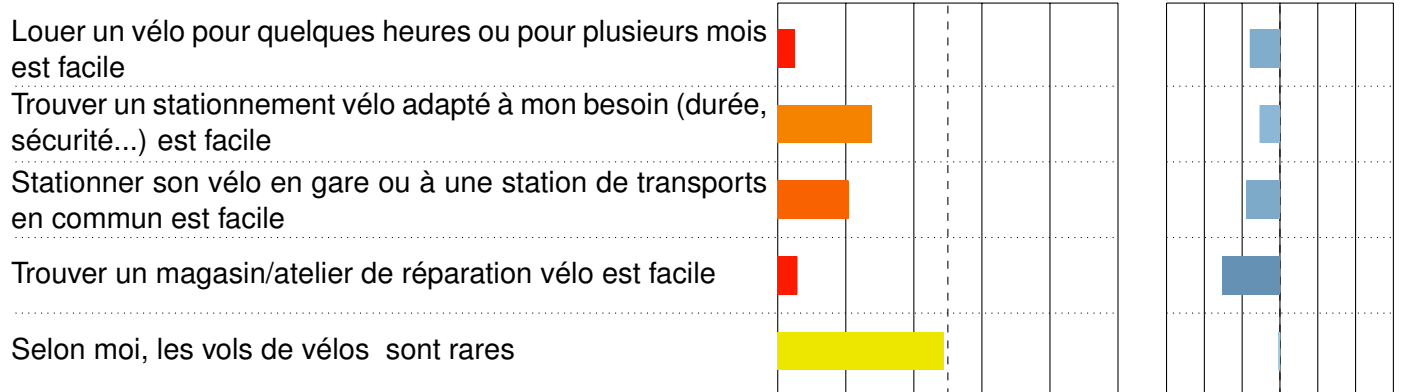 Louer un vélo pour quelques heures ou pour plusieurs mois
est facile
Trouver un stationnement vélo adapté à mon besoin (durée,
sécurité...) est facile
Stationner son vélo en gare ou à une station de transports
en commun est facile
Trouver un magasin/atelier de réparation vélo est facile
Selon moi, les vols de vélos sont rares